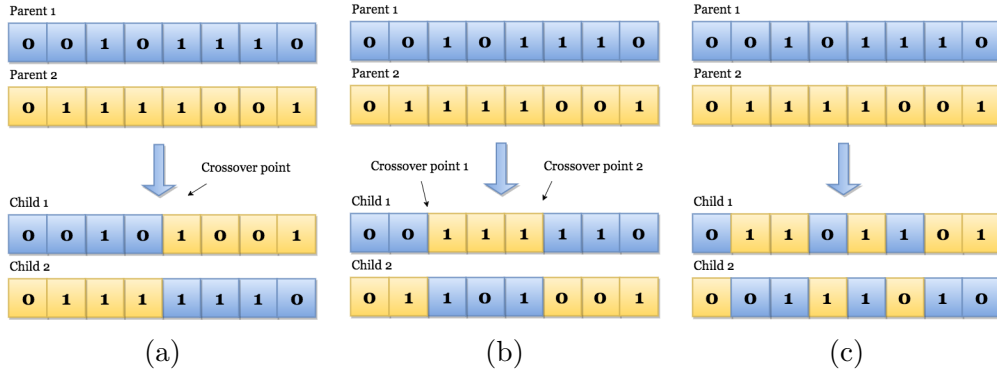 Parent 1
0 0 1 0 1 1 1 0
Parent 2
0 1 1 1 1 0 0 1
Crossover point
Child 1
0 0 1 0 1 0 0 1
Child 2
0 1 1 1 1 1 1 0
(a)
Parent 1
0 0 1 0 1 1 1 0
Parent 2
0 1 1 1 1 0 0 1
Crossover point 1
Crossover point 2
Child 1
0 0 1 1 1 1 1 0
Child 2
0 1 1 0 1 0 0 1
(b)
Parent 1
0 0 1 0 1 1 1 0
Parent 2
0 1 1 1 1 0 0 1
Child 1
0 1 1 0 1 1 0 1
Child 2
0 0 1 1 1 0 1 0
(c)